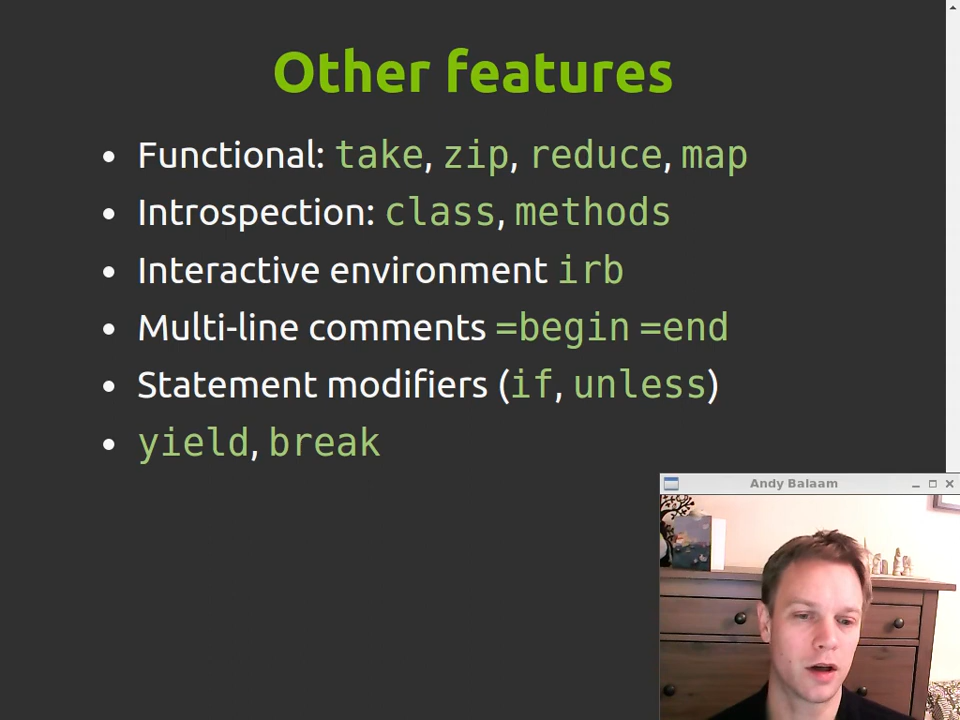 Other features
• Functional: take, zip, reduce, map
• Introspection: class, methods
• Interactive environment irb
• Multi-line comments =begin =end
• Statement modifiers (if, unless)
• yield, break
Andy Balaam